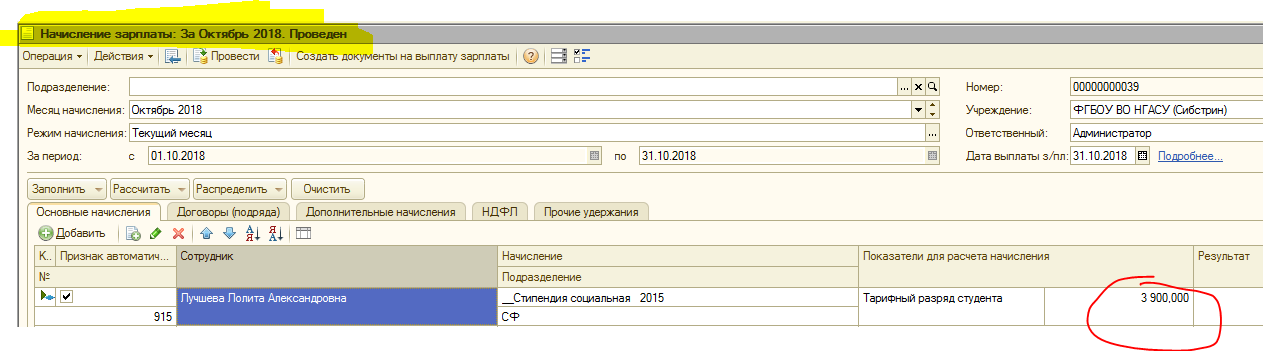 Начисление зарплаты: За Октябрь 2018. Проведен
Операция Действия Провести Создать документы на выплату зарплаты
Подразделение: Номер: 00000000039
Месяц начисления: Октябрь 2018 Учреждение: ФГБОУ ВО НГАСУ (Сибстрин)
Режим начисления: Текущий месяц Ответственный: Администратор
За период: с 01.10.2018 по 31.10.2018 Дата выплаты з/пл: 31.10.2018 Подробнее...
Заполнить Рассчитать Распределить Очистить
Основные начисления Договоры (подряда) Дополнительные начисления НДФЛ Прочие удержания
Добавить
К.. Признак автоматич... Сотрудник Начисление Показатели для расчета начисления Результат
№ Подразделение
Лучшева Лолита Александровна __Стипендия социальная 2015 Тарифный разряд студента 3 900,000
915 СФ